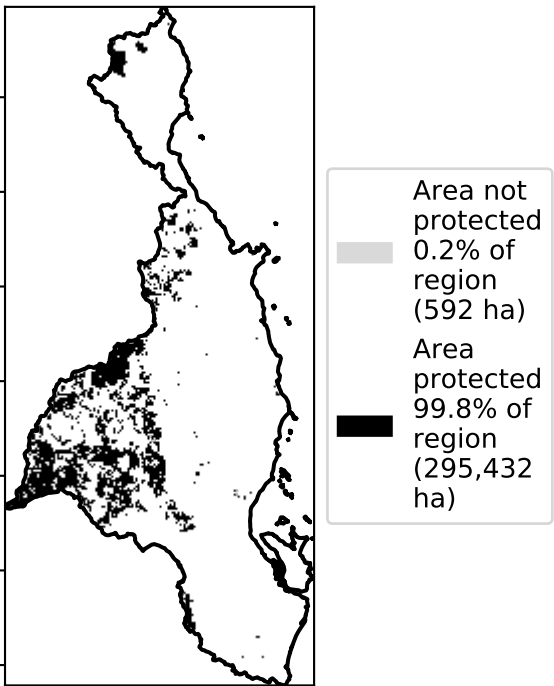 Area not
protected
0.2% of
region
(592 ha)
Area
protected
99.8% of
region
(295,432
ha)